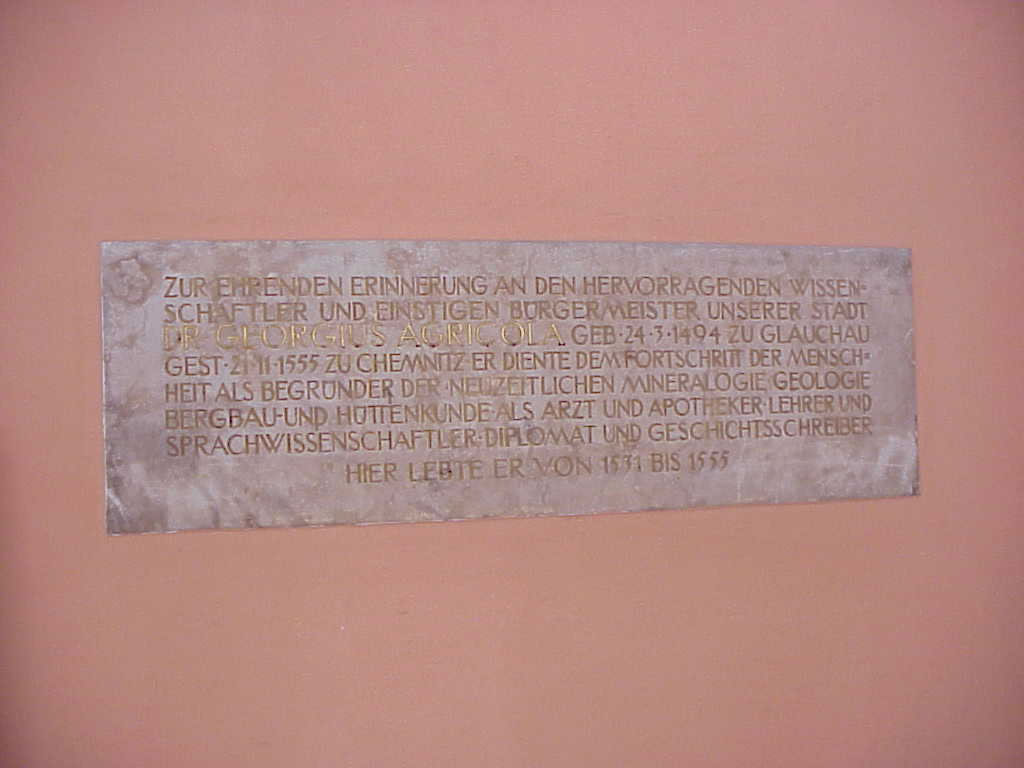 ZUR EHRENDEN ERINNERUNG AN DEN HERVORRAGENDEN WISSEN-
SCHAFTLER UND EINSTIGEN BÜRGERMEISTER UNSERER STADT
DR·GEORGIUS AGRICOLA GEB·24·3·1494 ZU GLAUCHAU
GEST·21·11·1555 ZU CHEMNITZ ER DIENTE DEM FORTSCHRITT DER MENSCH-
HEIT ALS BEGRÜNDER DER NEUZEITLICHEN MINERALOGIE GEOLOGIE
BERGBAU-UND HÜTTENKUNDE·ALS ARZT UND APOTHEKER·LEHRER UND
SPRACHWISSENSCHAFTLER·DIPLOMAT UND GESCHICHTSSCHREIBER
HIER LEBTE ER VON 1531 BIS 1555